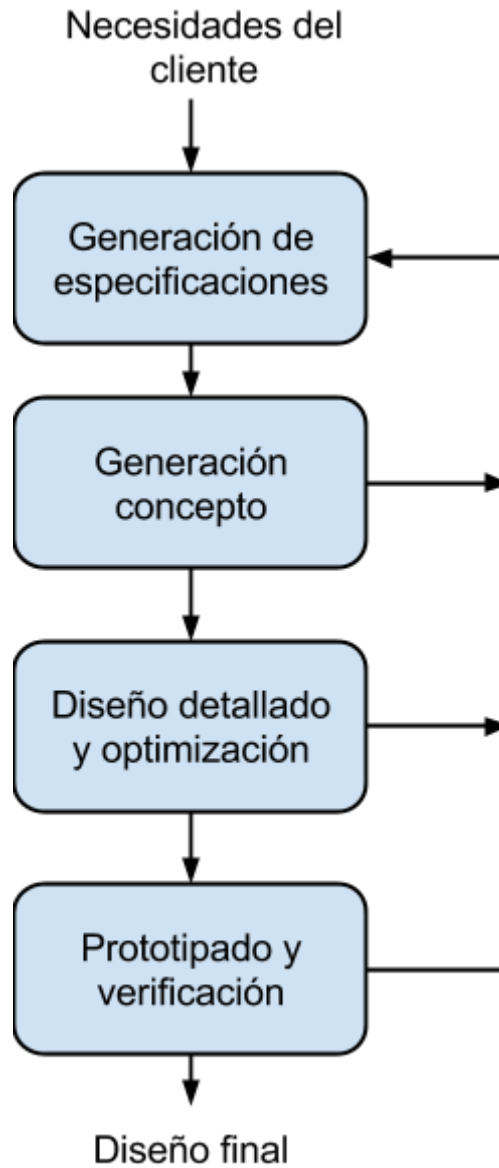 Necesidades del
cliente
Generación de
especificaciones
Generación
concepto
Diseño detallado
y optimización
Prototipado y
verificación
Diseño final